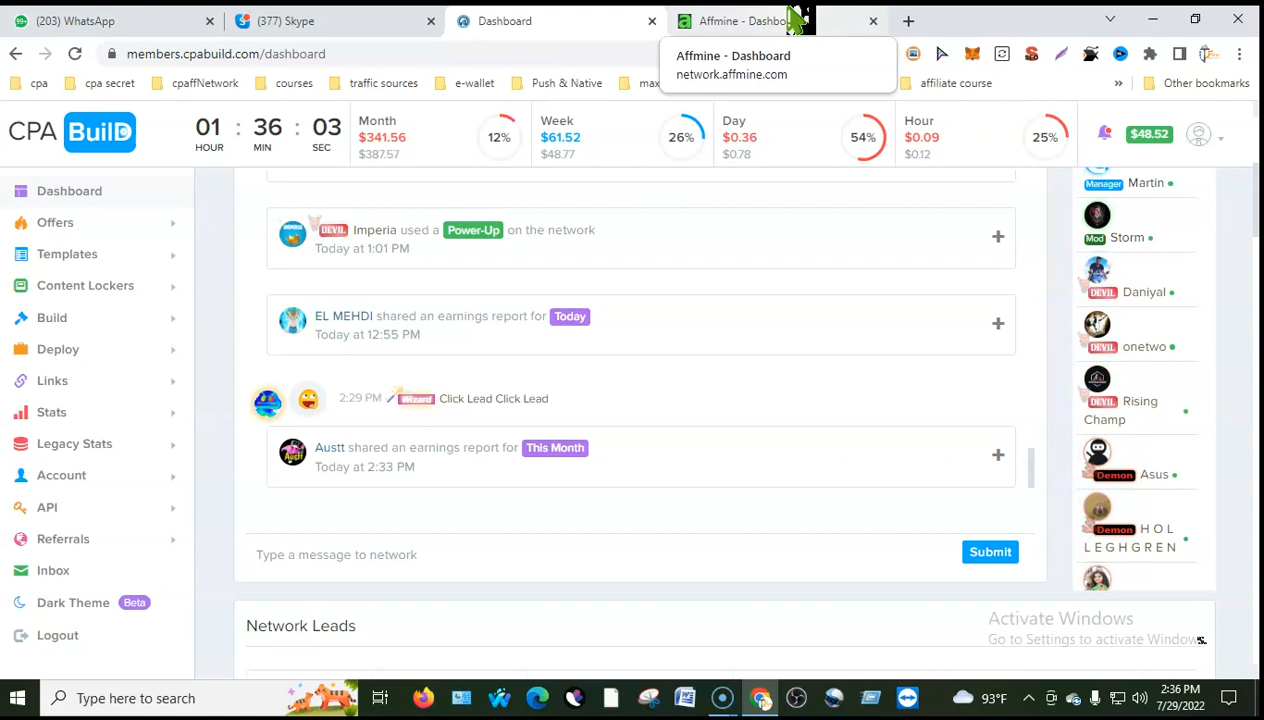 (203) WhatsApp
(377) Skype
Dashboard
Affmine - Dashbo
Affmine - Dashboard
network.affmine.com
members.cpabuild.com/dashboard
cpa
cpa secret
cpaffNetwork
courses
traffic sources
e-wallet
Push & Native
max
affiliate course
»
Other bookmarks
CPA BuilD
01 : 36 : 03
HOUR MIN SEC
Month
$341.56
$387.57
12%
Week
$61.52
$48.77
26%
Day
$0.36
$0.78
54%
Hour
$0.09
$0.12
25%
$48.52
Dashboard
Offers
Templates
Content Lockers
Build
Deploy
Links
Stats
Legacy Stats
Account
API
Referrals
Inbox
Dark Theme Beta
Logout
DEVIL Imperia used a Power-Up on the network
Today at 1:01 PM
EL MEHDI shared an earnings report for Today
Today at 12:55 PM
2:29 PM Wizard Click Lead Click Lead
Austt shared an earnings report for This Month
Today at 2:33 PM
Type a message to network
Submit
Network Leads
Manager Martin
Mod Storm
DEVIL Daniyal
DEVIL onetwo
DEVIL Rising
Champ
Demon Asus
Demon H O L
L E G H G R E N
Activate Windows
Go to Settings to activate Windows.
Type here to search
93°F
2:36 PM
7/29/2022